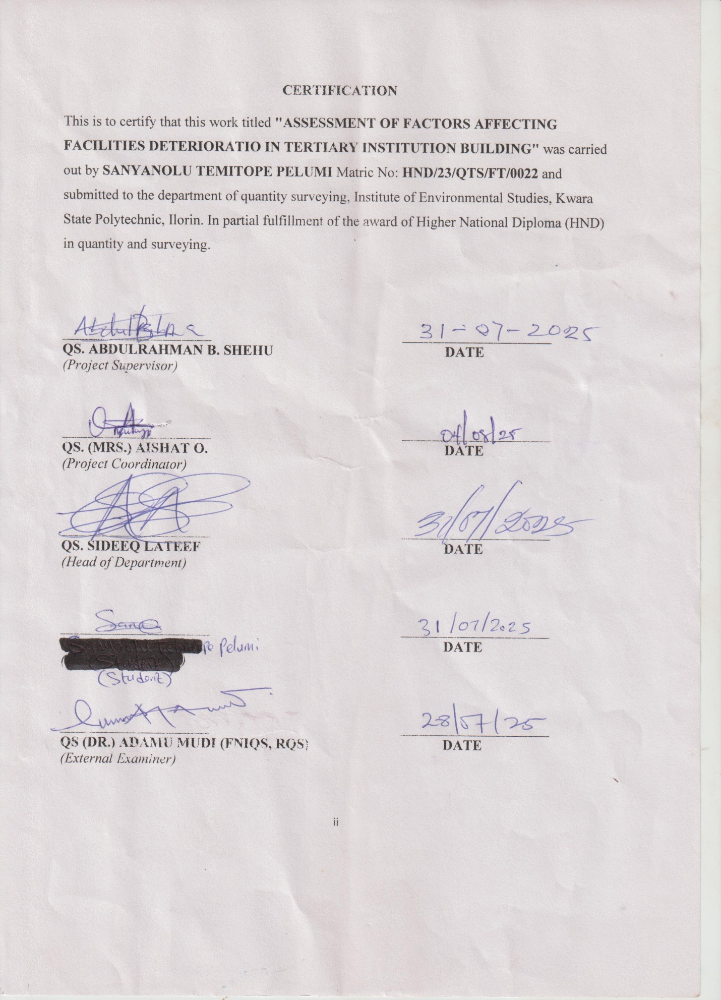 CERTIFICATION
This is to certify that this work titled "ASSESSMENT OF FACTORS AFFECTING
FACILITIES DETERIORATIO IN TERTIARY INSTITUTION BUILDING" was carried
out by SANYANOLU TEMITOPE PELUMI Matric No: HND/23/QTS/FT/0022 and
submitted to the department of quantity surveying, Institute of Environmental Studies, Kwara
State Polytechnic, Ilorin. In partial fulfillment of the award of Higher National Diploma (HND)
in quantity and surveying.
31-07-2025
QS. ABDULRAHMAN B. SHEHU DATE
(Project Supervisor)
04/08/25
QS. (MRS.) AISHAT O. DATE
(Project Coordinator)
31/07/2025
QS. SIDEEQ LATEEF DATE
(Head of Department)
31/07/2025
Pelumi DATE
(Student)
(Student)
28/07/25
QS (DR.) ADAMU MUDI (FNIQS, RQS) DATE
(External Examiner)
ii